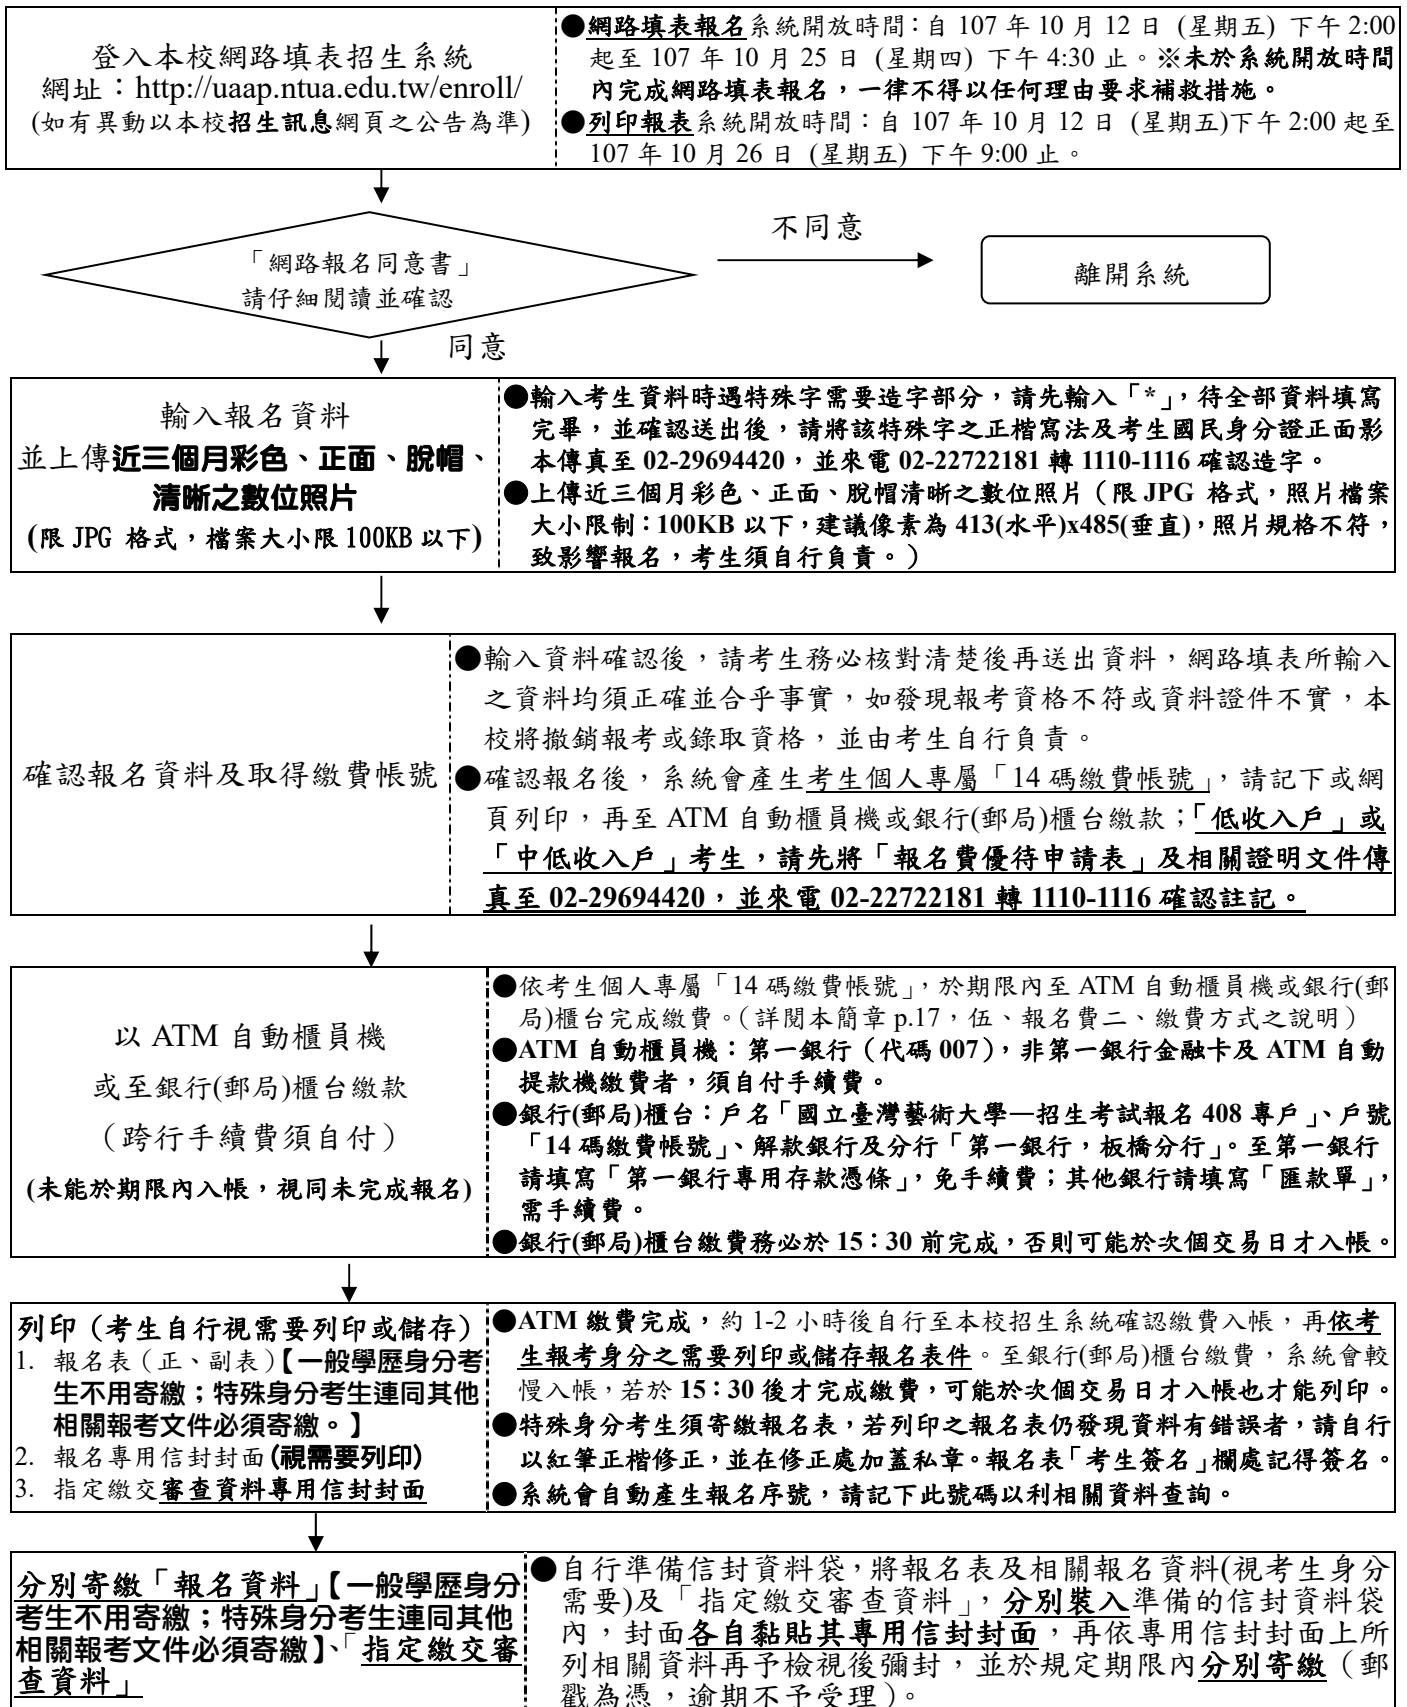 登入本校網路填表招生系統
網址：http://uaap.ntua.edu.tw/enroll/
(如有異動以本校招生訊息網頁之公告為準)
●網路填表報名系統開放時間：自 107 年 10 月 12 日 (星期五) 下午 2:00
起至 107 年 10 月 25 日 (星期四) 下午 4:30 止。※未於系統開放時間
內完成網路填表報名，一律不得以任何理由要求補救措施。
●列印報表系統開放時間：自 107 年 10 月 12 日 (星期五)下午 2:00 起至
107 年 10 月 26 日 (星期五) 下午 9:00 止。
「網路報名同意書」
請仔細閱讀並確認
不同意
離開系統
同意
輸入報名資料
並上傳近三個月彩色、正面、脫帽、
清晰之數位照片
(限 JPG 格式，檔案大小限 100KB 以下)
●輸入考生資料時遇特殊字需要造字部分，請先輸入「*」，待全部資料填寫
完畢，並確認送出後，請將該特殊字之正楷寫法及考生國民身分證正面影
本傳真至 02-29694420，並來電 02-22722181 轉 1110-1116 確認造字。
●上傳近三個月彩色、正面、脫帽清晰之數位照片（限 JPG 格式，照片檔案
大小限制：100KB 以下，建議像素為 413(水平)x485(垂直)，照片規格不符，
致影響報名，考生須自行負責。）
確認報名資料及取得繳費帳號
●輸入資料確認後，請考生務必核對清楚後再送出資料，網路填表所輸入
之資料均須正確並合乎事實，如發現報考資格不符或資料證件不實，本
校將撤銷報考或錄取資格，並由考生自行負責。
●確認報名後，系統會產生考生個人專屬「14 碼繳費帳號」，請記下或網
頁列印，再至 ATM 自動櫃員機或銀行(郵局)櫃台繳款；「低收入戶」或
「中低收入戶」考生，請先將「報名費優待申請表」及相關證明文件傳
真至 02-29694420，並來電 02-22722181 轉 1110-1116 確認註記。
以 ATM 自動櫃員機
或至銀行(郵局)櫃台繳款
（跨行手續費須自付）
(未能於期限內入帳，視同未完成報名)
●依考生個人專屬「14 碼繳費帳號」，於期限內至 ATM 自動櫃員機或銀行(郵
局)櫃台完成繳費。（詳閱本簡章 p.17，伍、報名費二、繳費方式之說明）
●ATM 自動櫃員機：第一銀行（代碼 007），非第一銀行金融卡及 ATM 自動
提款機繳費者，須自付手續費。
●銀行(郵局)櫃台：戶名「國立臺灣藝術大學—招生考試報名 408 專戶」、戶號
「14 碼繳費帳號」、解款銀行及分行「第一銀行，板橋分行」。至第一銀行
請填寫「第一銀行專用存款憑條」，免手續費；其他銀行請填寫「匯款單」，
需手續費。
●銀行(郵局)櫃台繳費務必於 15：30 前完成，否則可能於次個交易日才入帳。
列印（考生自行視需要列印或儲存）
1. 報名表（正、副表）【一般學歷身分考
生不用寄繳；特殊身分考生連同其他
相關報考文件必須寄繳。】
2. 報名專用信封封面(視需要列印)
3. 指定繳交審查資料專用信封封面
●ATM 繳費完成，約 1-2 小時後自行至本校招生系統確認繳費入帳，再依考
生報考身分之需要列印或儲存報名表件。至銀行(郵局)櫃台繳費，系統會較
慢入帳，若於 15：30 後才完成繳費，可能於次個交易日才入帳也才能列印。
●特殊身分考生須寄繳報名表，若列印之報名表仍發現資料有錯誤者，請自行
以紅筆正楷修正，並在修正處加蓋私章。報名表「考生簽名」欄處記得簽名。
●系統會自動產生報名序號，請記下此號碼以利相關資料查詢。
分別寄繳「報名資料」【一般學歷身分
考生不用寄繳；特殊身分考生連同其他
相關報考文件必須寄繳】、「指定繳交審
查資料」
●自行準備信封資料袋，將報名表及相關報名資料(視考生身分
需要)及「指定繳交審查資料」，分別裝入準備的信封資料袋
內，封面各自黏貼其專用信封封面，再依專用信封封面上所
列相關資料再予檢視後彌封，並於規定期限內分別寄繳（郵
戳為憑，逾期不予受理）。